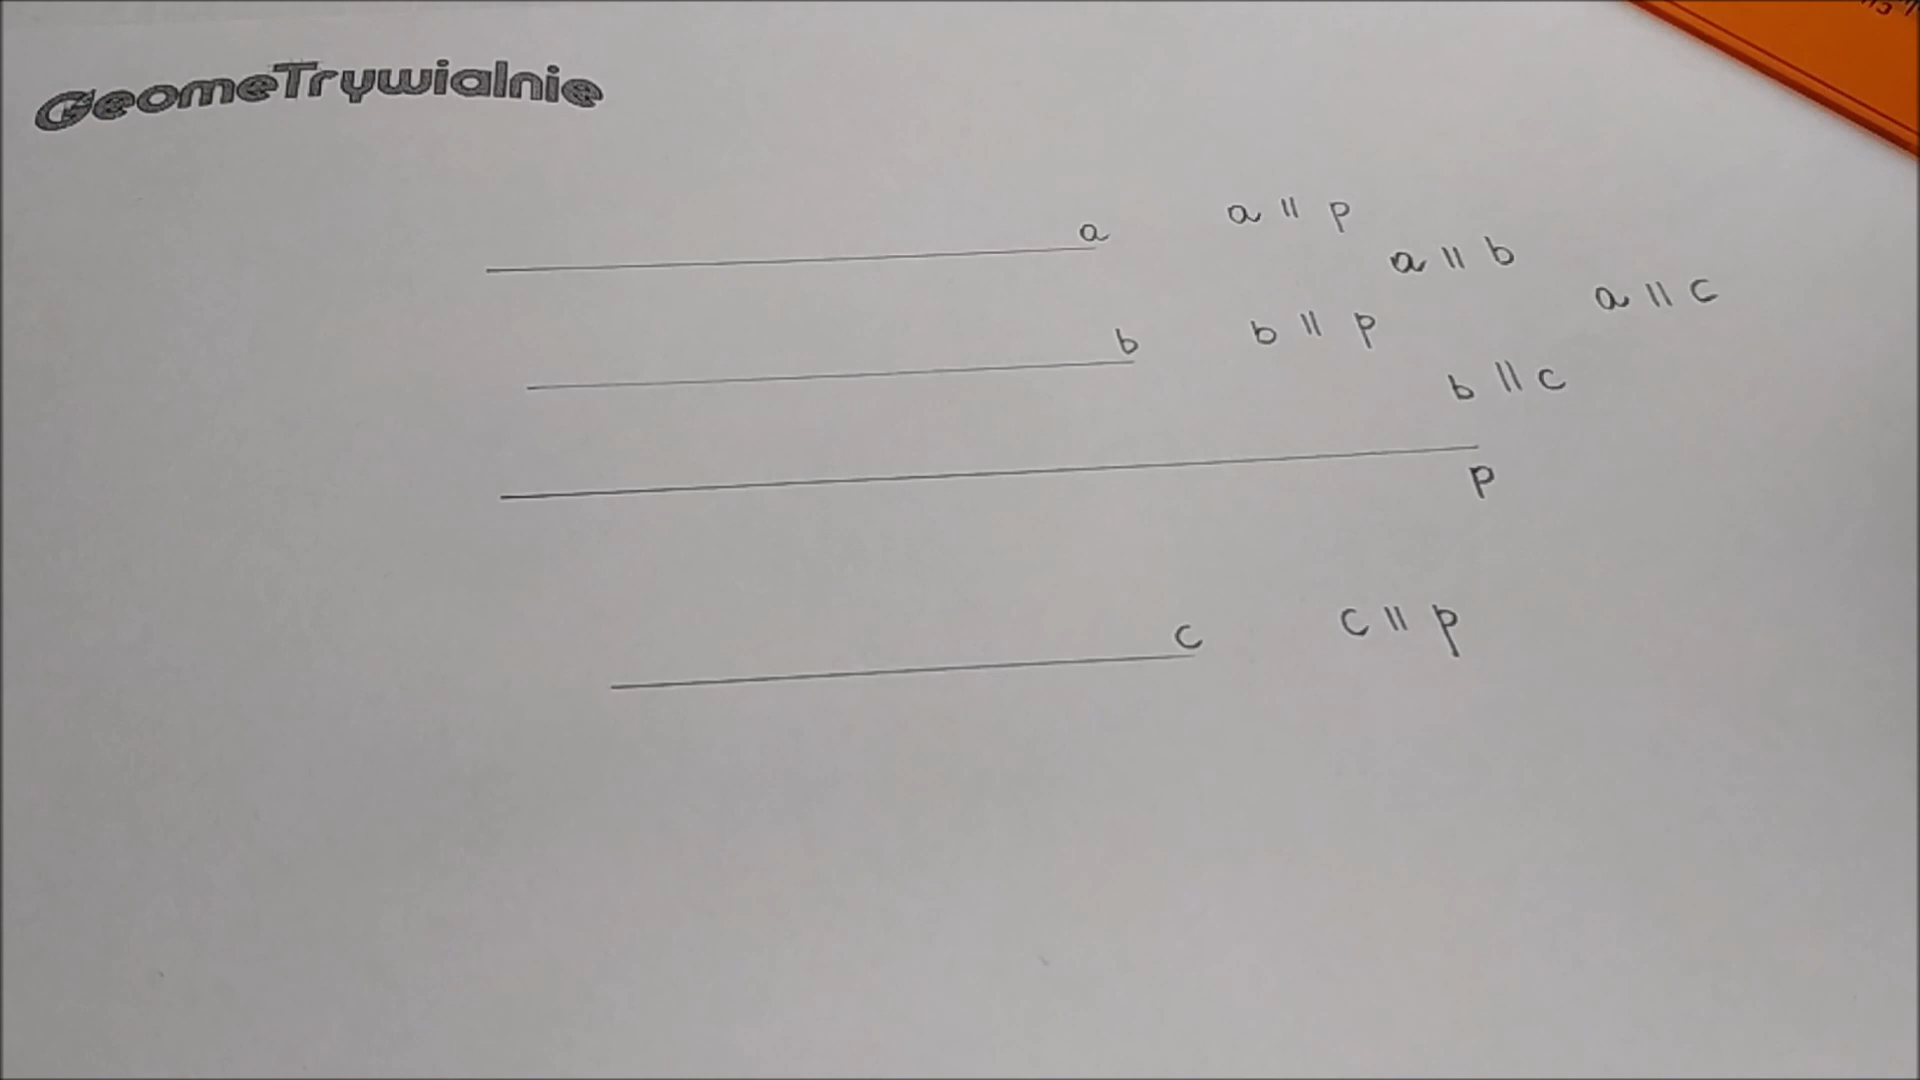 GeomeTrywialnie
a
a || p
a || b
a || c
b
b || p
b || c
p
c
c || p